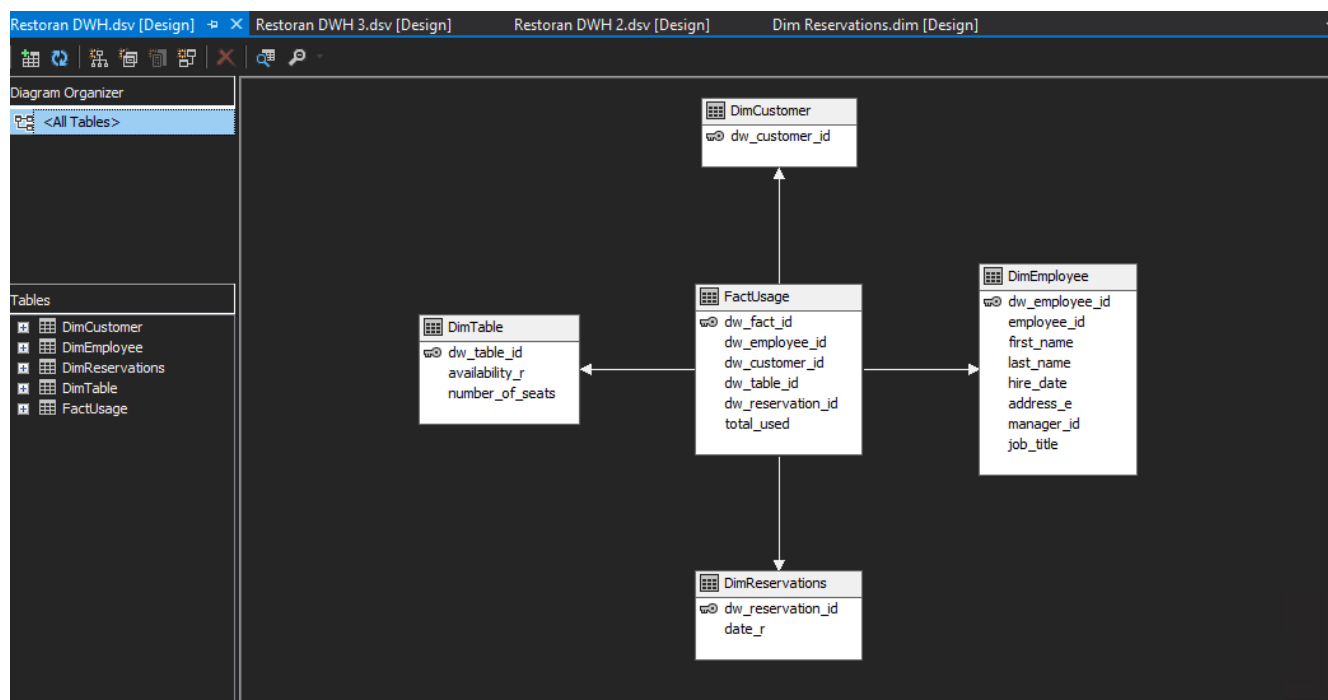 Restoran DWH.dsv [Design] Restoran DWH 3.dsv [Design] Restoran DWH 2.dsv [Design] Dim Reservations.dim [Design]
Diagram Organizer
<All Tables>
Tables
DimCustomer
DimEmployee
DimReservations
DimTable
FactUsage
DimCustomer
dw_customer_id
DimTable
dw_table_id
availability_r
number_of_seats
FactUsage
dw_fact_id
dw_employee_id
dw_customer_id
dw_table_id
dw_reservation_id
total_used
DimEmployee
dw_employee_id
employee_id
first_name
last_name
hire_date
address_e
manager_id
job_title
DimReservations
dw_reservation_id
date_r